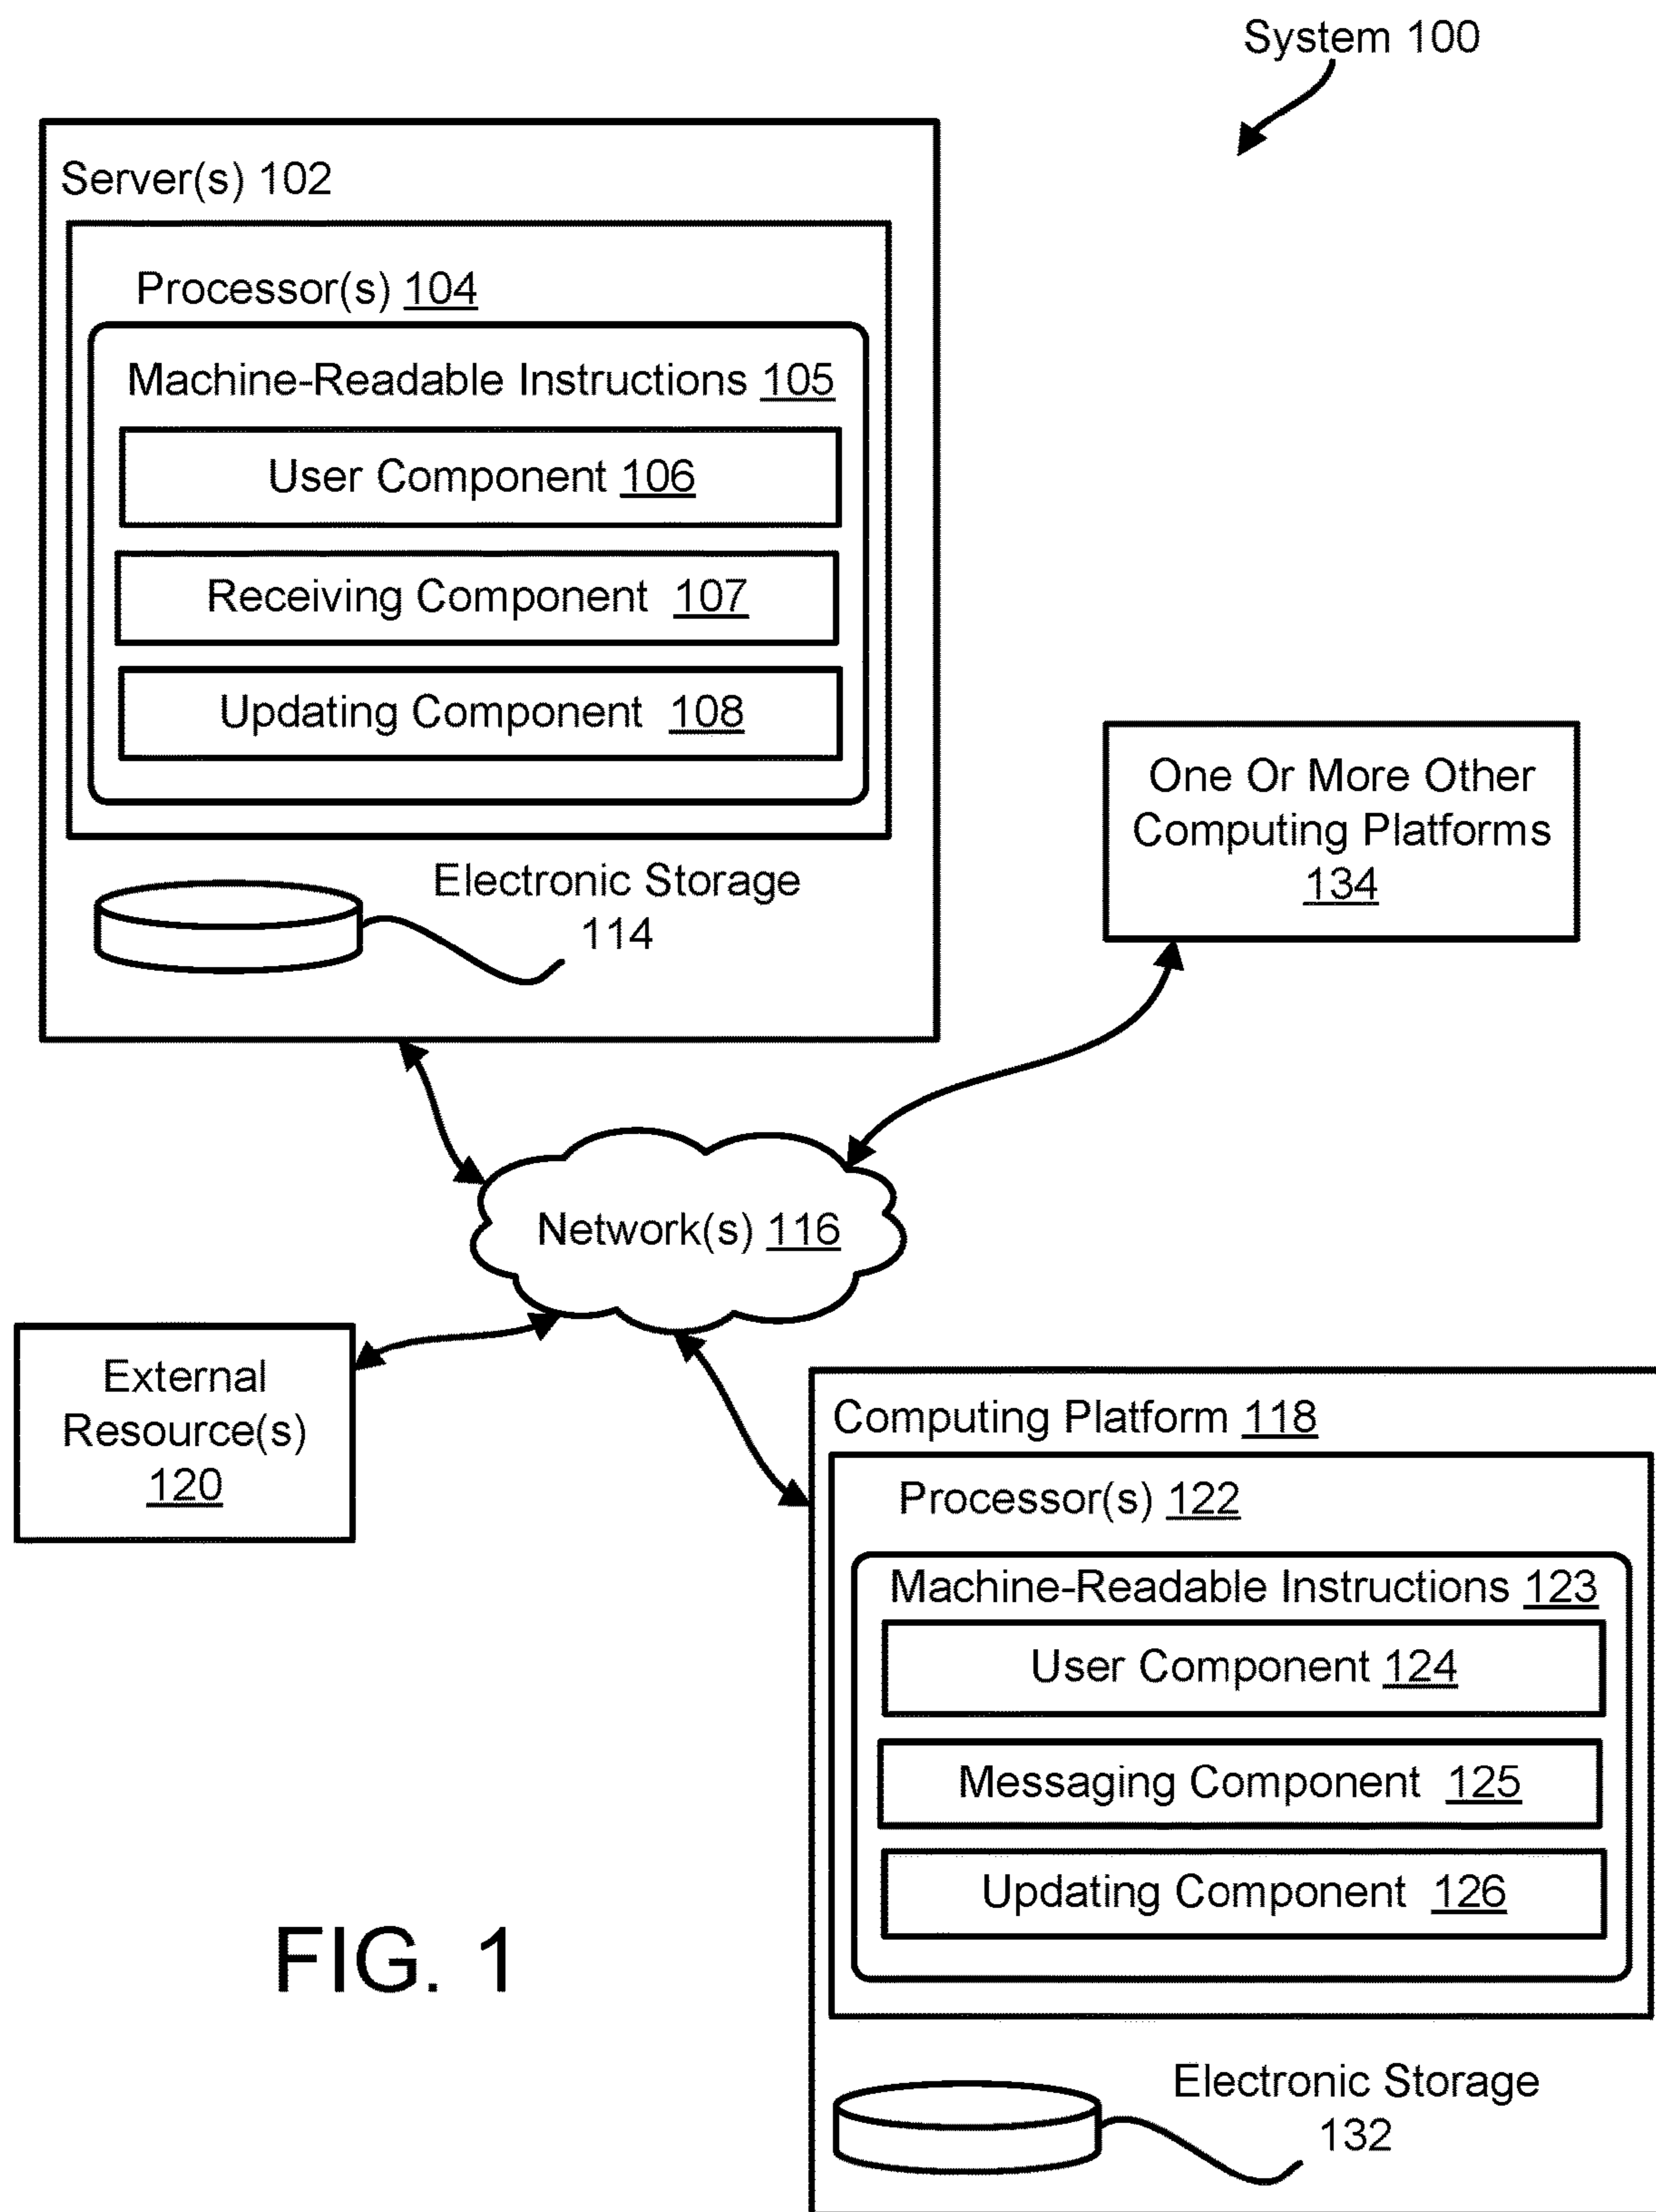 System 100
Server(s) 102
Processor(s) 104
Machine-Readable Instructions 105
User Component 106
Receiving Component 107
Updating Component 108
Electronic Storage
114
One Or More Other
Computing Platforms
134
Network(s) 116
External
Resource(s)
120
Computing Platform 118
Processor(s) 122
Machine-Readable Instructions 123
User Component 124
Messaging Component 125
Updating Component 126
Electronic Storage
132
FIG. 1